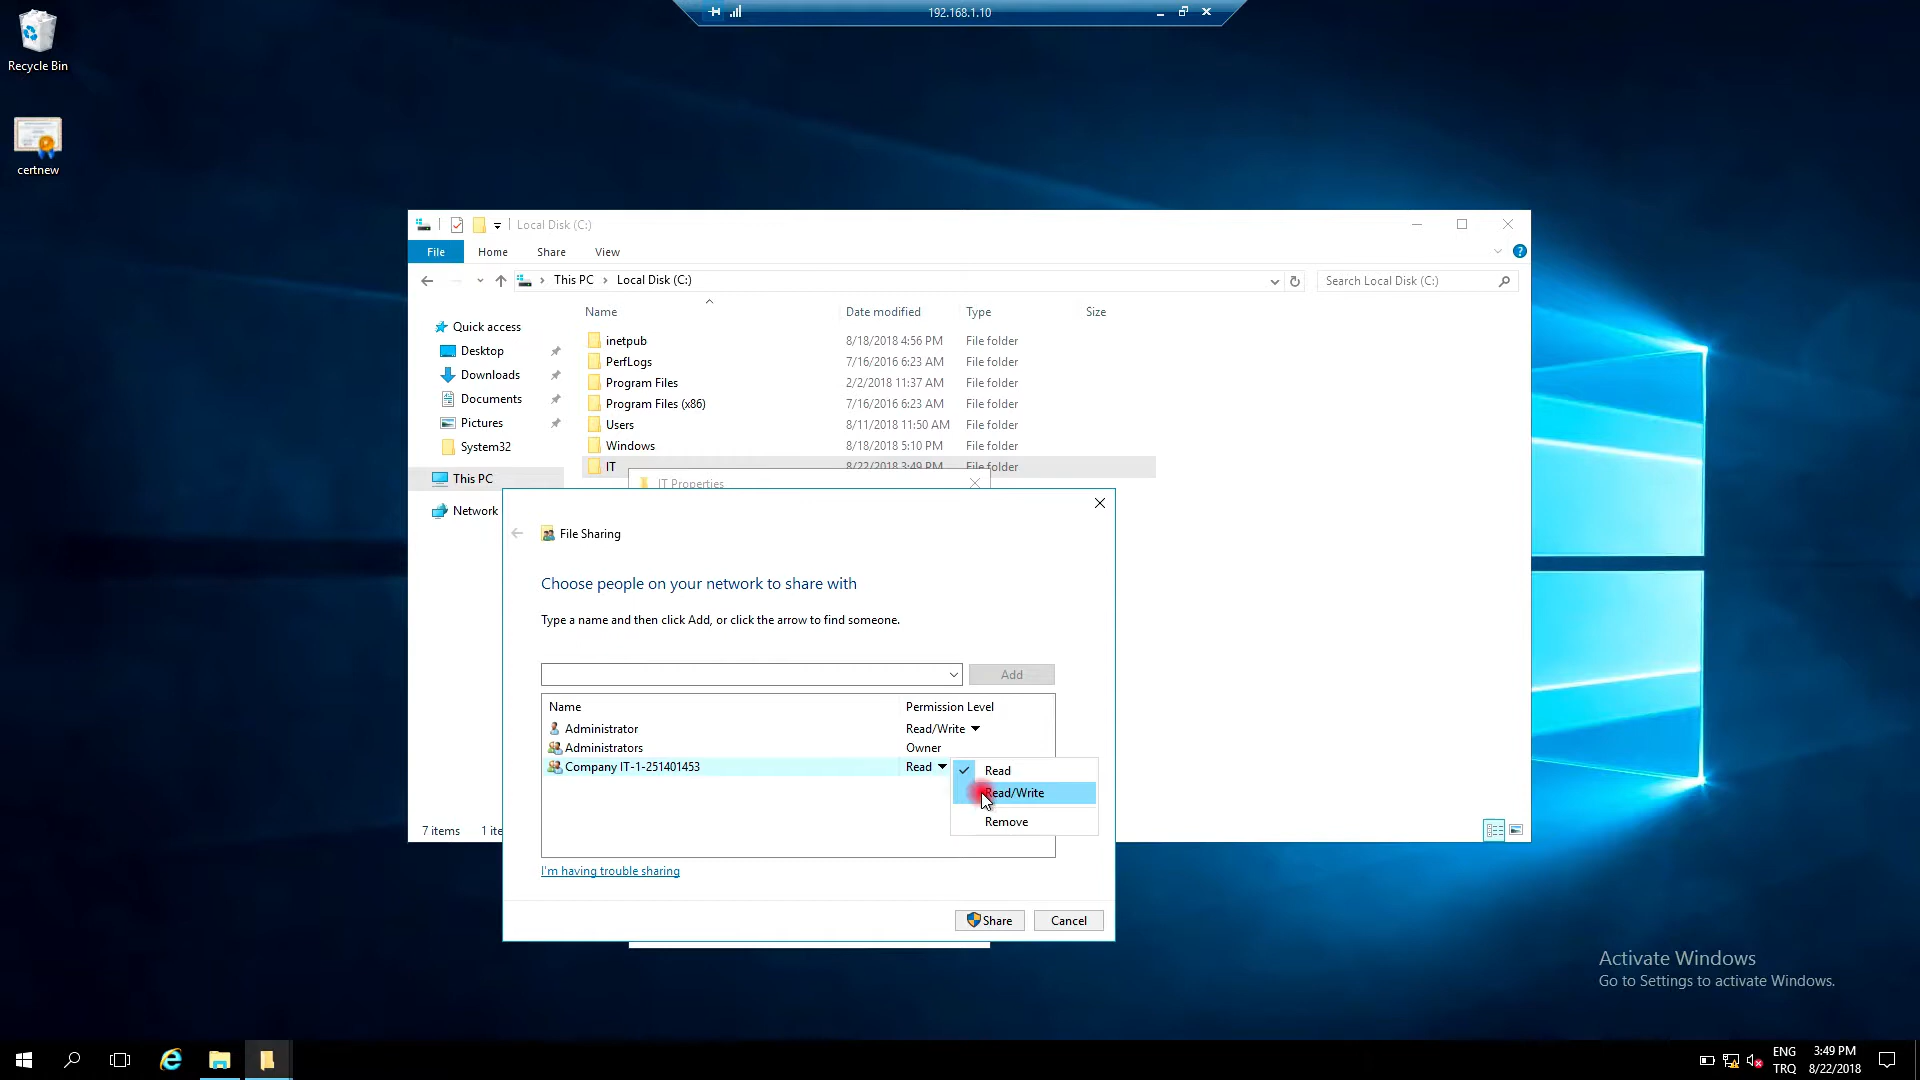 192.168.1.10
Recycle Bin
certnew
Local Disk (C:)
File Home Share View
This PC Local Disk (C:)
Search Local Disk (C:)
Name Date modified Type Size
Quick access
Desktop
Downloads
Documents
Pictures
System32
This PC
Network
inetpub 8/18/2018 4:56 PM File folder
PerfLogs 7/16/2016 6:23 AM File folder
Program Files 2/2/2018 11:37 AM File folder
Program Files (x86) 7/16/2016 6:23 AM File folder
Users 8/11/2018 11:50 AM File folder
Windows 8/18/2018 5:10 PM File folder
IT 8/22/2018 3:49 PM File folder
7 items 1 ite
IT Properties
File Sharing
Choose people on your network to share with
Type a name and then click Add, or click the arrow to find someone.
Add
Name Permission Level
Administrator Read/Write
Administrators Owner
Company IT-1-251401453 Read
Read
Read/Write
Remove
I'm having trouble sharing
Share Cancel
Activate Windows
Go to Settings to activate Windows.
ENG 3:49 PM
TRQ 8/22/2018